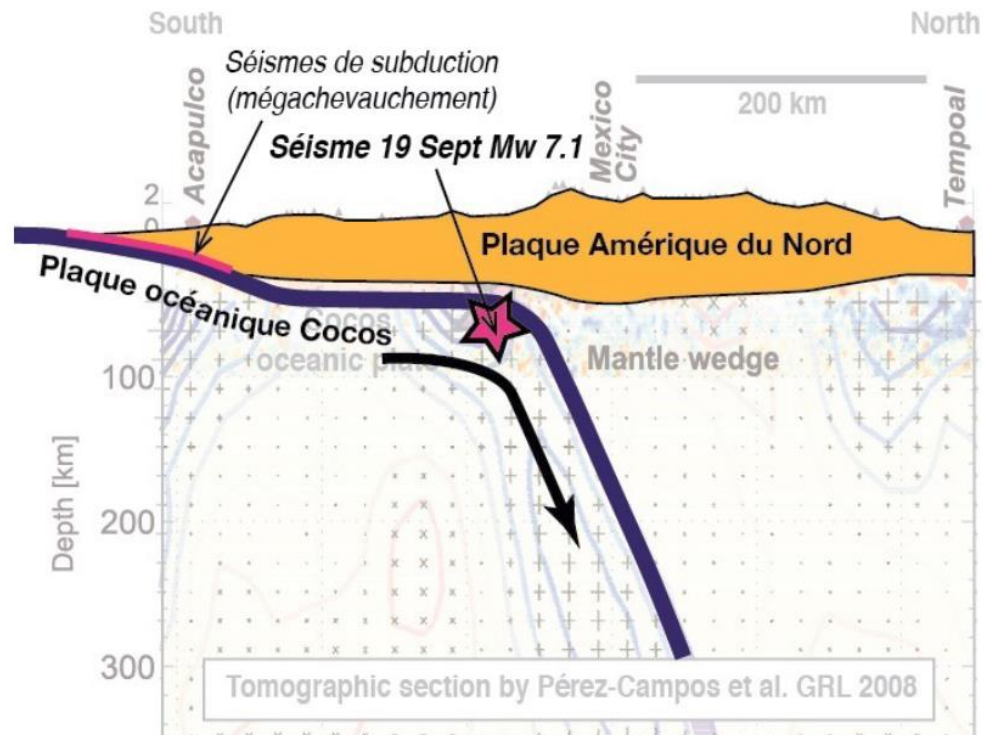 South
North
Séismes de subduction
(mégachevauchement)
Acapulco
200 km
Mexico
City
Tempoal
Séisme 19 Sept Mw 7.1
2
0
Plaque Amérique du Nord
Plaque océanique Cocos
Cocos
oceanic plate
Mantle wedge
100
Depth [km]
200
300
Tomographic section by Pérez-Campos et al. GRL 2008